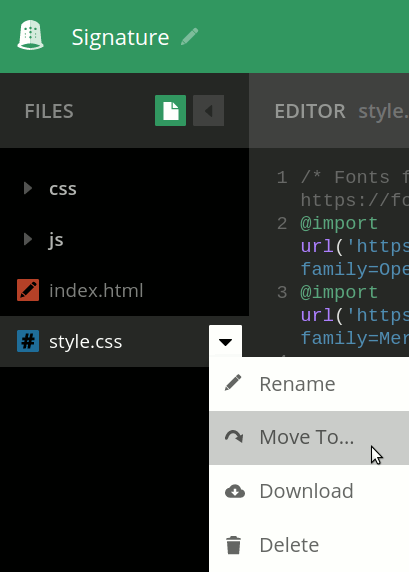 Signature
FILES
EDITOR style.
css
js
index.html
style.css
1 /* Fonts f
https://fo
2 @import
url('https
family=Ope
3 @import
url('https
family=Mer
Rename
Move To...
Download
Delete